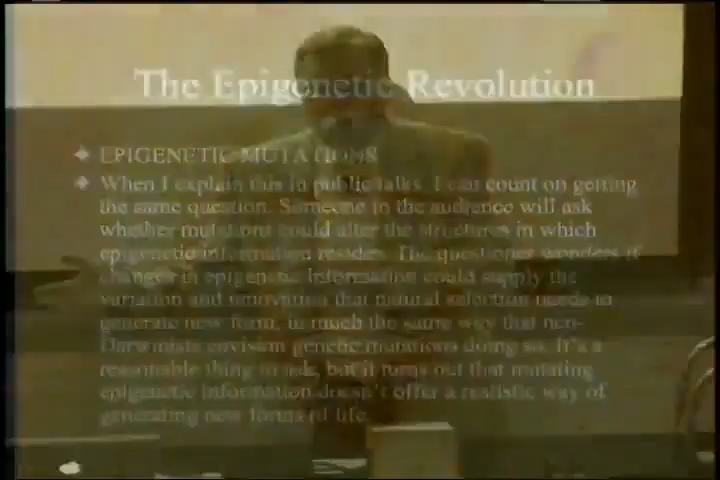 The Epigenetic Revolution
EPIGENETIC MUTATIONS
When I explain this in public talks, I can count on getting
the same question. Someone in the audience will ask
whether mutations could alter the structures in which
epigenetic information resides. The questioner wonders if
changes in epigenetic information could supply the
variation and innovation that natural selection needs to
generate new form, in much the same way that neo-
Darwinists envision genetic mutations doing so. It's a
reasonable thing to ask, but it turns out that mutating
epigenetic information doesn't offer a realistic way of
generating new forms of life.